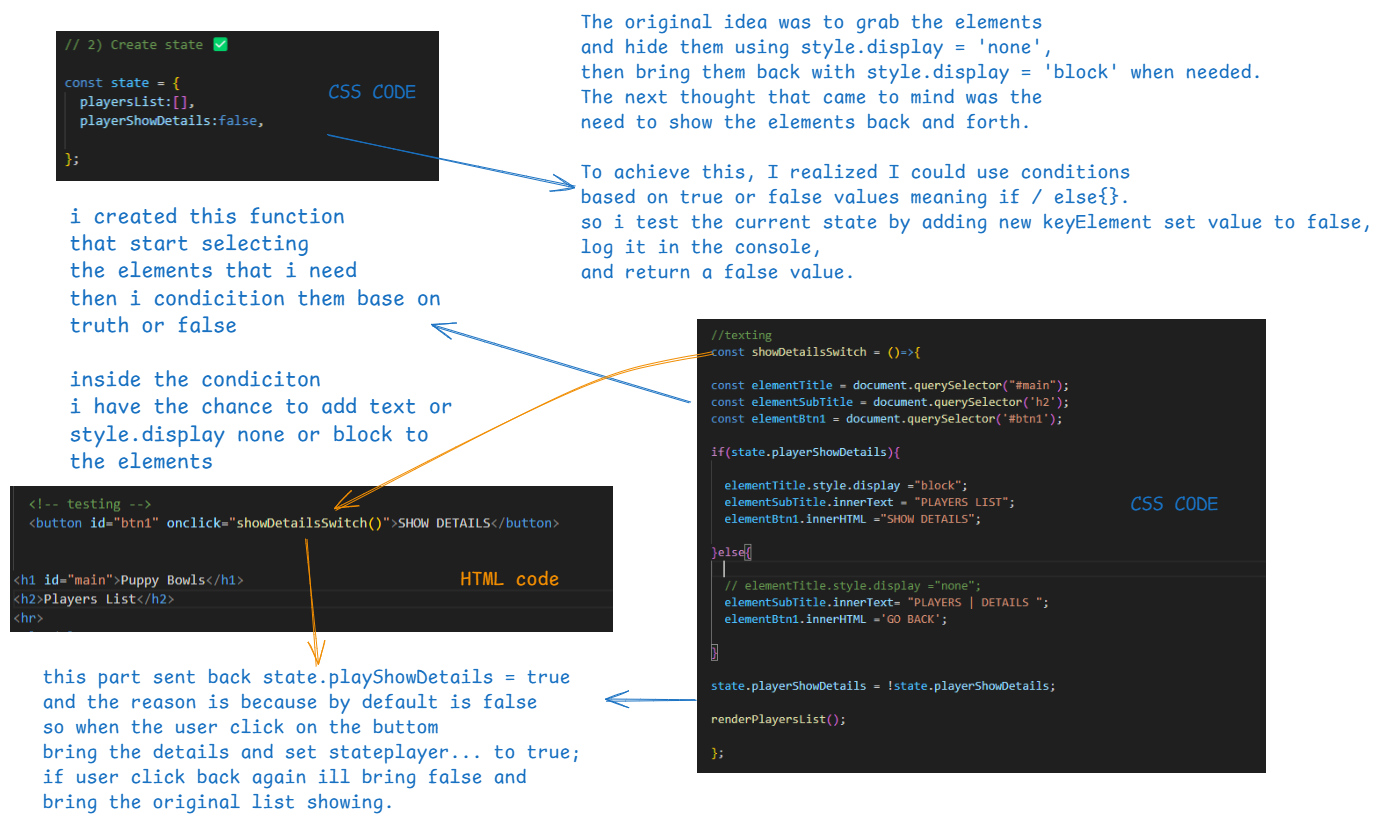 // 2) Create state ✅
const state = {
playersList:[],
playerShowDetails:false,
};
CSS CODE
The original idea was to grab the elements
and hide them using style.display = 'none',
then bring them back with style.display = 'block' when needed.
The next thought that came to mind was the
need to show the elements back and forth.
To achieve this, I realized I could use conditions
based on true or false values meaning if / else{}.
so i test the current state by adding new keyElement set value to false,
log it in the console,
and return a false value.
i created this function
that start selecting
the elements that i need
then i condicition them base on
truth or false
inside the condiciton
i have the chance to add text or
style.display none or block to
the elements
//texting
const showDetailsSwitch = ()=>{
const elementTitle = document.querySelector("#main");
const elementSubTitle = document.querySelector('h2');
const elementBtn1 = document.querySelector('#btn1');
if(state.playerShowDetails){
elementTitle.style.display ="block";
elementSubTitle.innerText = "PLAYERS LIST";
elementBtn1.innerHTML ="SHOW DETAILS";
}else{
// elementTitle.style.display ="none";
elementSubTitle.innerText= "PLAYERS | DETAILS ";
elementBtn1.innerHTML ='GO BACK';
}
state.playerShowDetails = !state.playerShowDetails;
renderPlayersList();
};
CSS CODE
<!-- testing -->
<button id="btn1" onclick="showDetailsSwitch()">SHOW DETAILS</button>
<h1 id="main">Puppy Bowls</h1>
<h2>Players List</h2>
<hr>
HTML code
this part sent back state.playShowDetails = true
and the reason is because by default is false
so when the user click on the buttom
bring the details and set stateplayer... to true;
if user click back again ill bring false and
bring the original list showing.